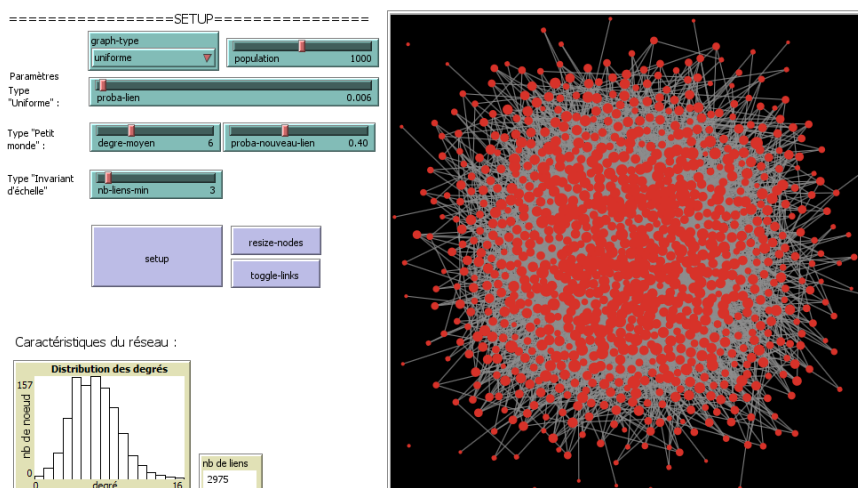 ==================SETUP=================
graph-type
uniforme
population 1000
Paramètres
Type
"Uniforme" :
proba-lien 0.006
Type "Petit
monde" :
degre-moyen 6
proba-nouveau-lien 0.40
Type "Invariant
d'échelle"
nb-liens-min 3
setup
resize-nodes
toggle-links
Caractéristiques du réseau :
Distribution des degrés
157
nb de noeud
0
0 degré 16
nb de liens
2975